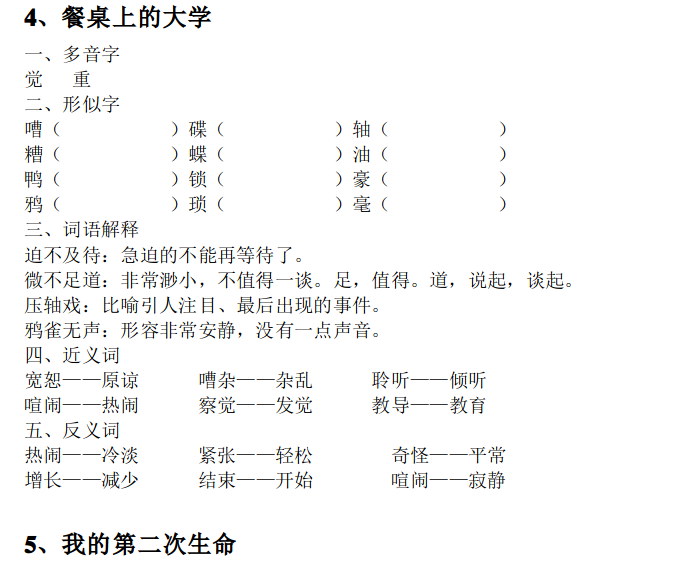 4、餐桌上的大学
一、多音字
觉 重
二、形似字
嘈（ ）碟（ ）轴（ ）
糟（ ）蝶（ ）油（ ）
鸭（ ）锁（ ）豪（ ）
鸦（ ）琐（ ）毫（ ）
三、词语解释
迫不及待：急迫的不能再等待了。
微不足道：非常渺小，不值得一谈。足，值得。道，说起，谈起。
压轴戏：比喻引人注目、最后出现的事件。
鸦雀无声：形容非常安静，没有一点声音。
四、近义词
宽恕——原谅 嘈杂——杂乱 聆听——倾听
喧闹——热闹 察觉——发觉 教导——教育
五、反义词
热闹——冷淡 紧张——轻松 奇怪——平常
增长——减少 结束——开始 喧闹——寂静
5、我的第二次生命